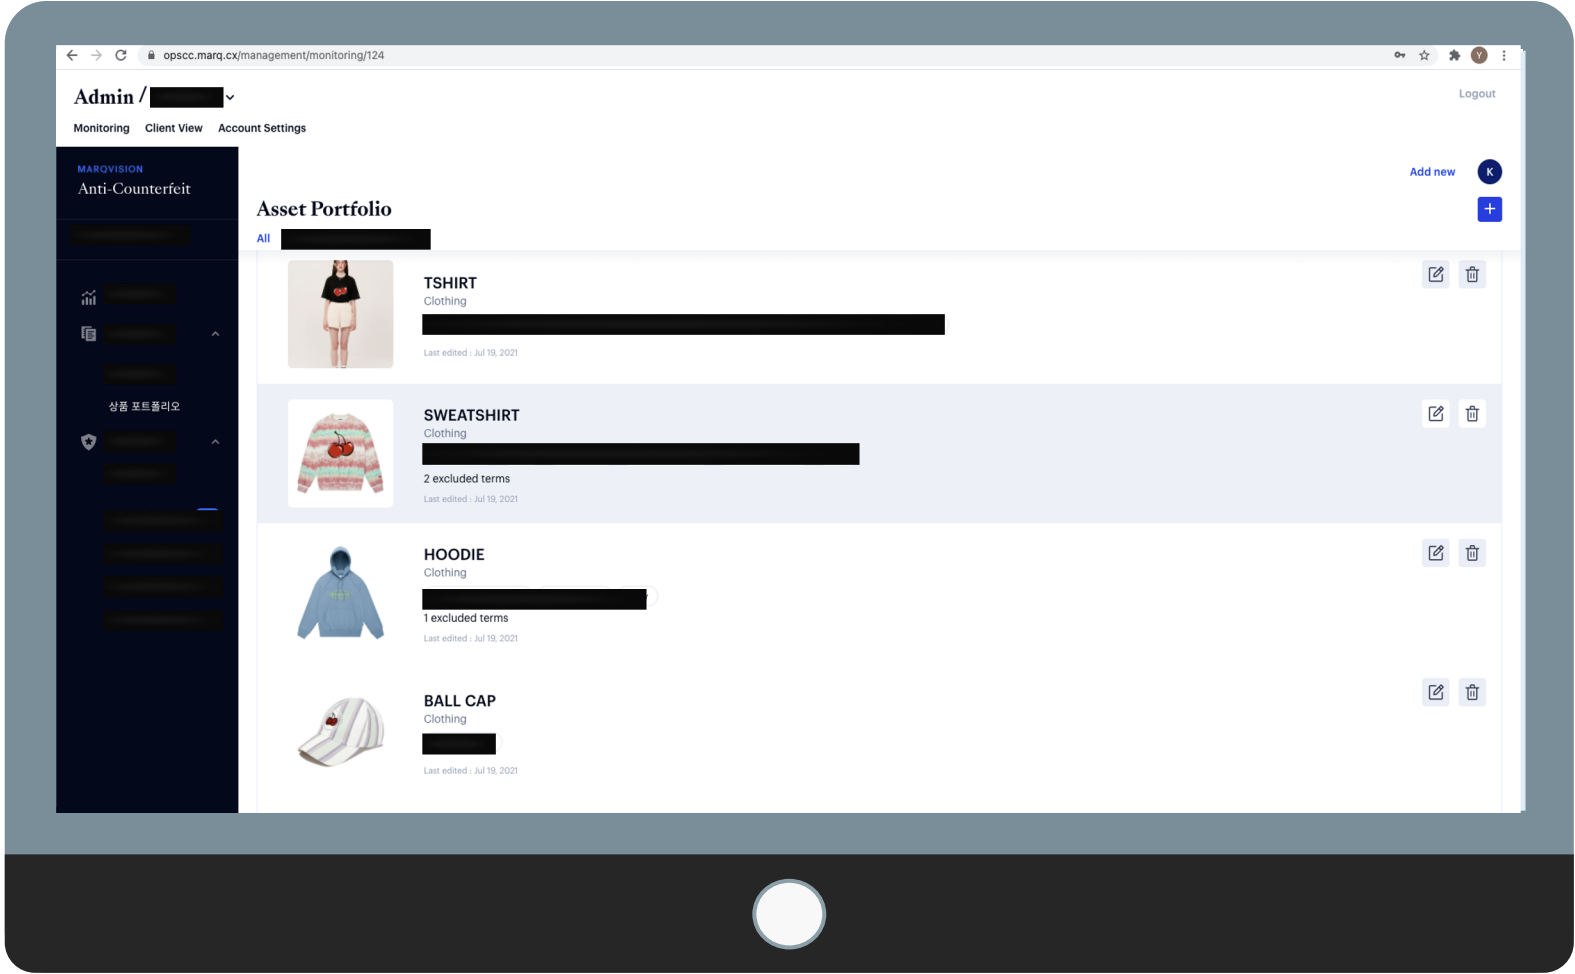 opscc.marq.cx/management/monitoring/124
Y
Admin /
Logout
Monitoring Client View Account Settings
MARQVISION
Anti-Counterfeit
Add new K
Asset Portfolio
+
All
TSHIRT
Clothing
Last edited : Jul 19, 2021
상품 포트폴리오
SWEATSHIRT
Clothing
2 excluded terms
Last edited : Jul 19, 2021
HOODIE
Clothing
1 excluded terms
Last edited : Jul 19, 2021
BALL CAP
Clothing
Last edited : Jul 19, 2021